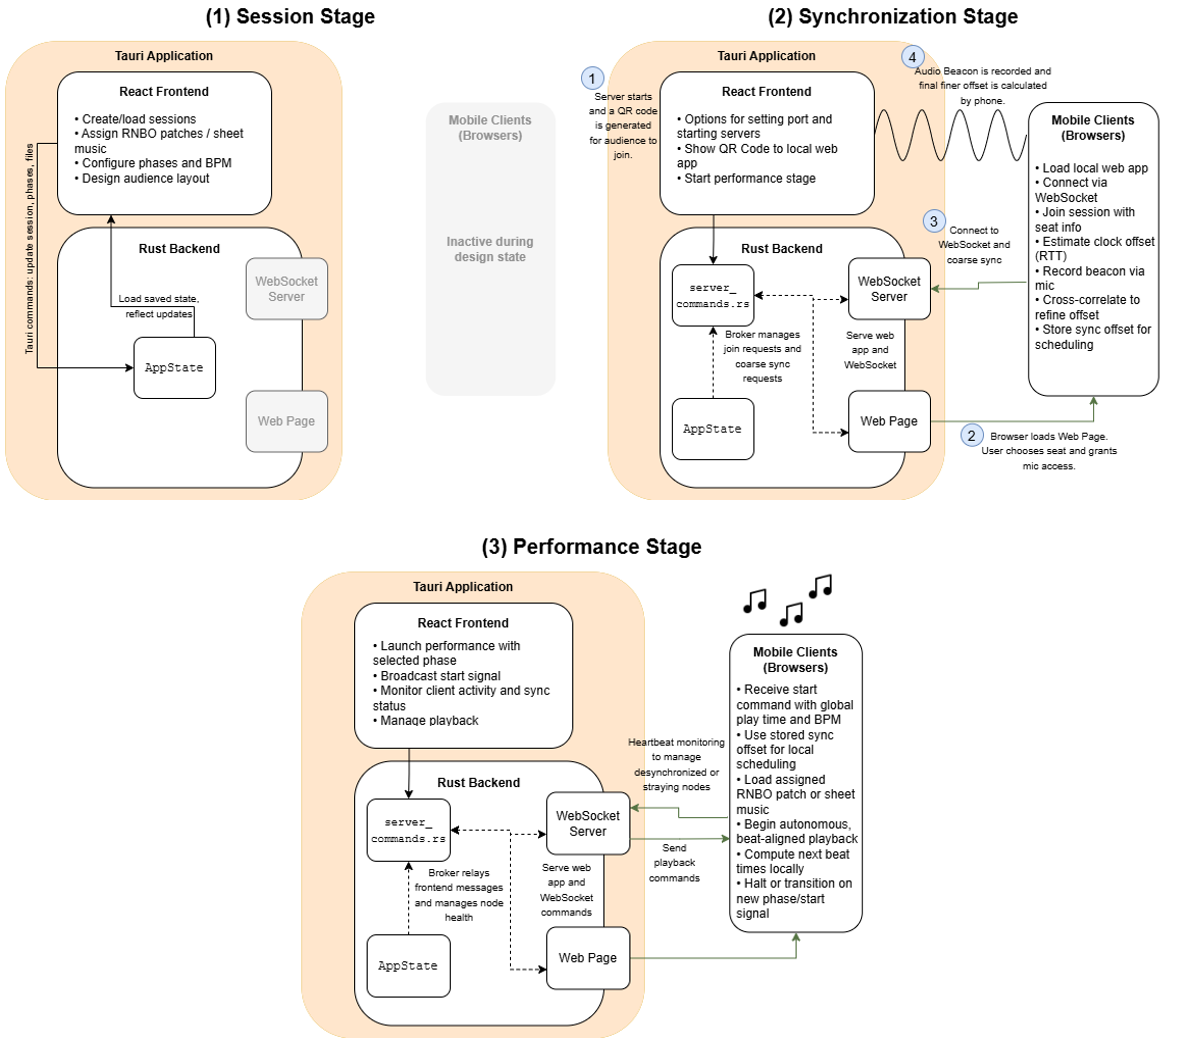 (1) Session Stage
Tauri Application
React Frontend
• Create/load sessions
• Assign RNBO patches / sheet
music
• Configure phases and BPM
• Design audience layout
Tauri commands: update session, phases, files
Rust Backend
WebSocket
Server
Load saved state,
reflect updates
AppState
Web Page
Mobile Clients
(Browsers)
Inactive during
design state
(2) Synchronization Stage
Tauri Application
1
Server starts
and a QR code
is generated
for audience to
join.
React Frontend
• Options for setting port and
starting servers
• Show QR Code to local web
app
• Start performance stage
4
Audio Beacon is recorded and
final finer offset is calculated
by phone.
Mobile Clients
(Browsers)
• Load local web app
• Connect via
WebSocket
• Join session with
seat info
• Estimate clock offset
(RTT)
• Record beacon via
mic
• Cross-correlate to
refine offset
• Store sync offset for
scheduling
3
Connect to
WebSocket and
coarse sync
Rust Backend
server_
commands.rs
WebSocket
Server
Broker manages
join requests and
coarse sync
requests
Serve web
app and
WebSocket
AppState
Web Page
2
Browser loads Web Page.
User chooses seat and grants
mic access.
(3) Performance Stage
Tauri Application
React Frontend
• Launch performance with
selected phase
• Broadcast start signal
• Monitor client activity and sync
status
• Manage playback
Rust Backend
server_
commands.rs
WebSocket
Server
Broker relays
frontend messages
and manages node
health
Serve web
app and
WebSocket
commands
AppState
Web Page
Heartbeat monitoring
to manage
desynchronized or
straying nodes
Send
playback
commands
Mobile Clients
(Browsers)
• Receive start
command with global
play time and BPM
• Use stored sync
offset for local
scheduling
• Load assigned
RNBO patch or sheet
music
• Begin autonomous,
beat-aligned playback
• Compute next beat
times locally
• Halt or transition on
new phase/start
signal